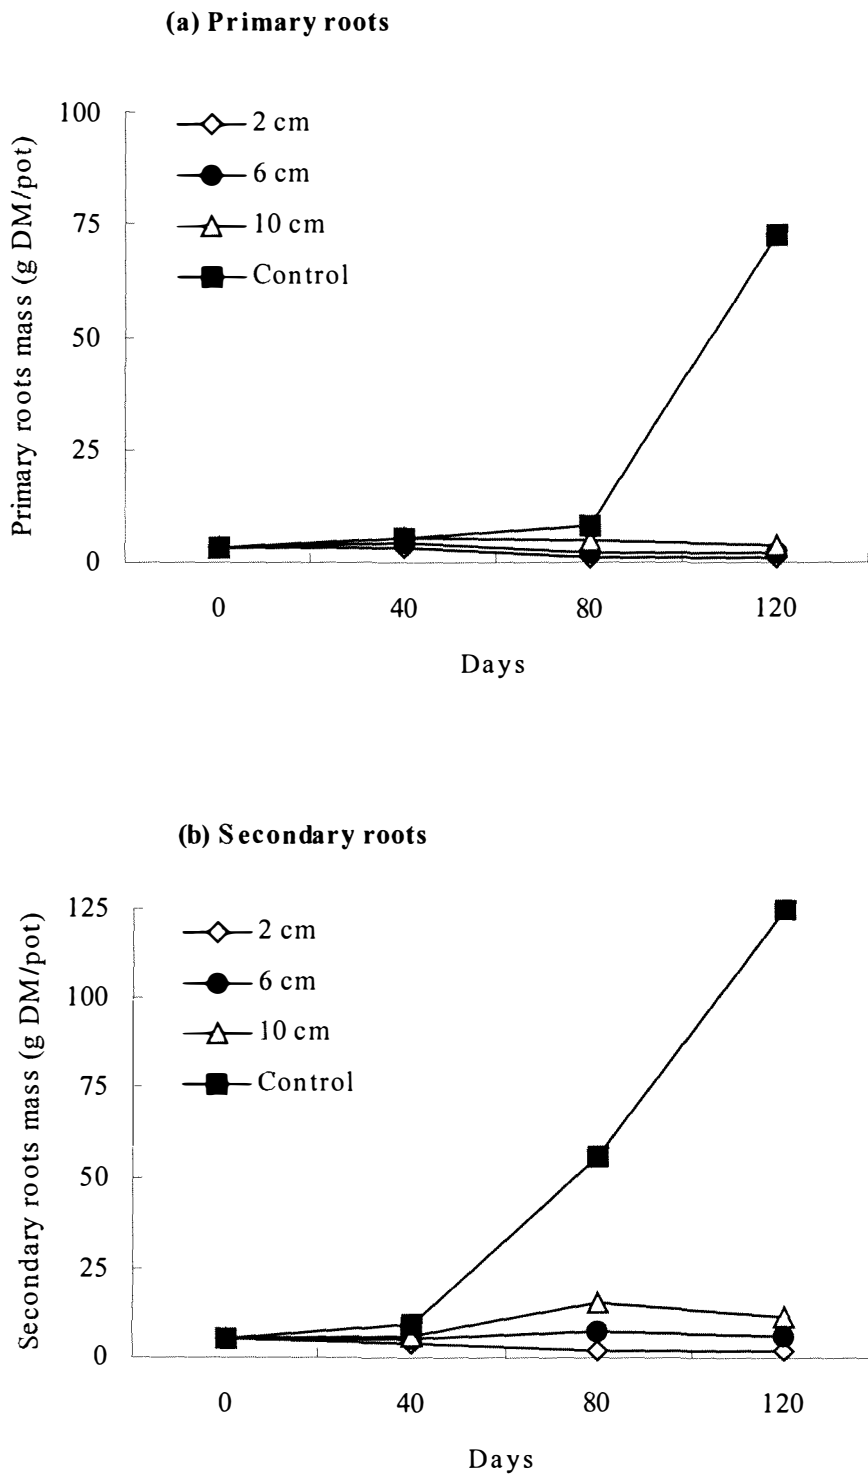 (a) Primary roots
Primary roots mass (g DM/pot)
100
75
50
25
0
2 cm
6 cm
10 cm
Control
0 40 80 120
Days
(b) Secondary roots
Secondary roots mass (g DM/pot)
125
100
75
50
25
0
2 cm
6 cm
10 cm
Control
0 40 80 120
Days